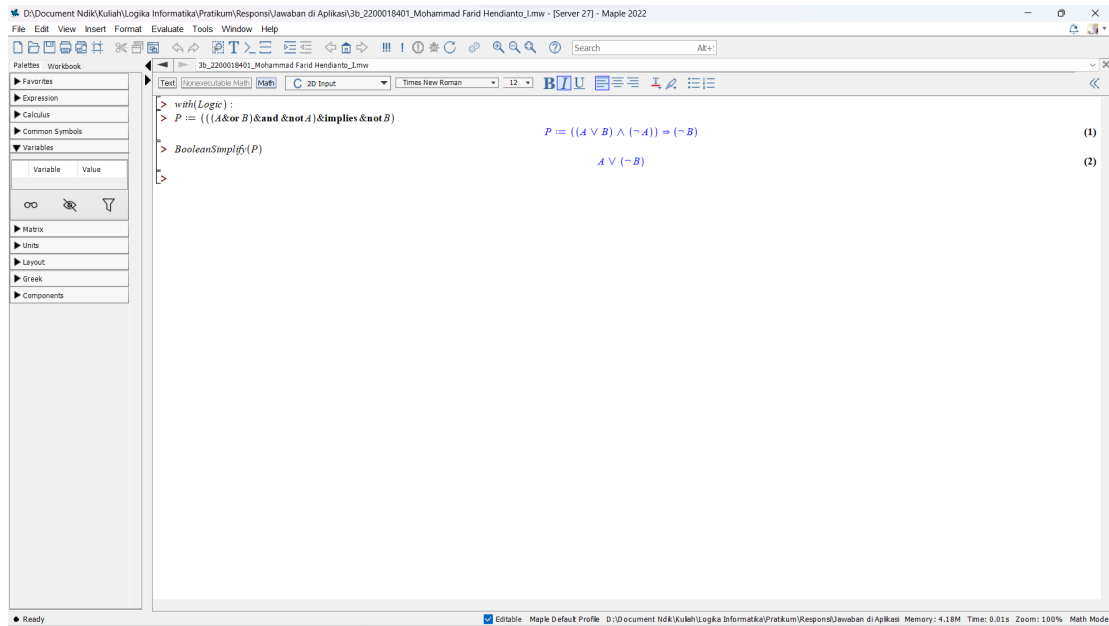 D:\Document Ndik\Kuliah\Logika Informatika\Pratikum\Responsi\Jawaban di Aplikasi\3b_2200018401_Mohammad Farid Hendianto_I.mw - [Server 27] - Maple 2022
File Edit View Insert Format Evaluate Tools Window Help
Search Alt+:
Palettes Workbook
3b_2200018401_Mohammad Farid Hendianto_I.mw
Text Nonexecutable Math Math C 2D Input Times New Roman 12 B I U
Favorites
Expression
Calculus
Common Symbols
Variables
Variable Value
Matrix
Units
Layout
Greek
Components
> with(Logic) :
> P := (((A&or B)&and &not A)&implies &not B)
P := ((A ∨ B) ∧ (¬A)) ⇒ (¬B) (1)
> BooleanSimplify(P)
A ∨ (¬B) (2)
>
Ready
Editable Maple Default Profile D:\Document Ndik\Kuliah\Logika Informatika\Pratikum\Responsi\Jawaban di Aplikasi Memory: 4.18M Time: 0.01s Zoom: 100% Math Mode